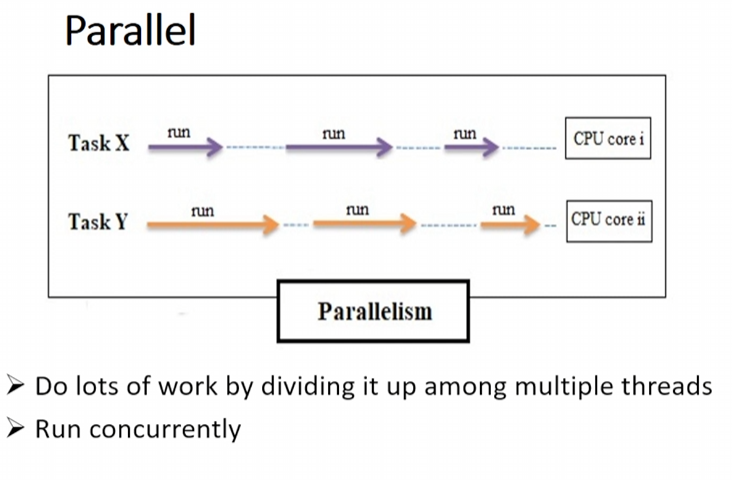 Parallel
Task X run run run CPU core i
Task Y run run run CPU core ii
Parallelism
➢ Do lots of work by dividing it up among multiple threads
➢ Run concurrently